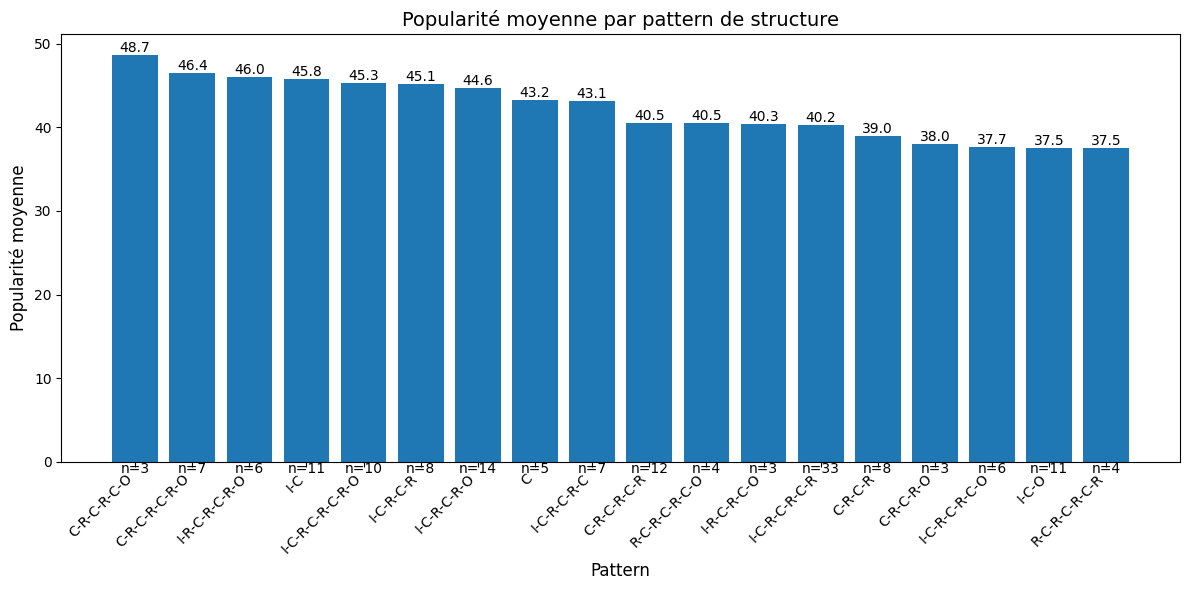 Popularité moyenne par pattern de structure
Popularité moyenne
50
40
30
20
10
0
48.7
46.4
46.0
45.8
45.3
45.1
44.6
43.2
43.1
40.5
40.5
40.3
40.2
39.0
38.0
37.7
37.5
37.5
n=3
n=7
n=6
n=11
n=10
n=8
n=14
n=5
n=7
n=12
n=4
n=3
n=33
n=8
n=3
n=6
n=11
n=4
C-R-C-R-C-O
C-R-C-R-C-R-O
I-R-C-R-C-R-O
I-C
I-C-R-C-R-C-R-O
I-C-R-C-R
I-C-R-C-R-O
C
I-C-R-C-R-C
C-R-C-R-C-R
R-C-R-C-R-C-O
I-R-C-R-C-O
I-C-R-C-R-C-R
C-R-C-R
C-R-C-R-O
I-C-R-C-R-C-O
I-C-O
R-C-R-C-R-C-R
Pattern